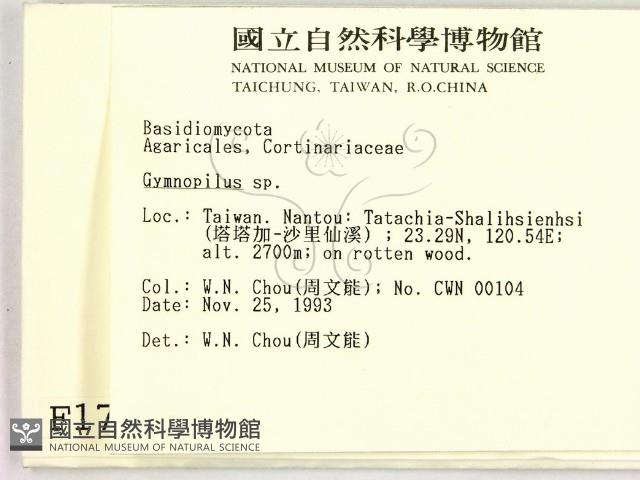 國立自然科學博物館
NATIONAL MUSEUM OF NATURAL SCIENCE
TAICHUNG, TAIWAN, R.O.CHINA
Basidiomycota
Agaricales, Cortinariaceae
Gymnopilus sp.
Loc.: Taiwan. Nantou: Tatachia-Shalihsienhsi
(塔塔加-沙里仙溪) ; 23.29N, 120.54E;
alt. 2700m; on rotten wood.
Col.: W.N. Chou(周文能); No. CWN 00104
Date: Nov. 25, 1993
Det.: W.N. Chou(周文能)
F17
國立自然科學博物館
NATIONAL MUSEUM OF NATURAL SCIENCE